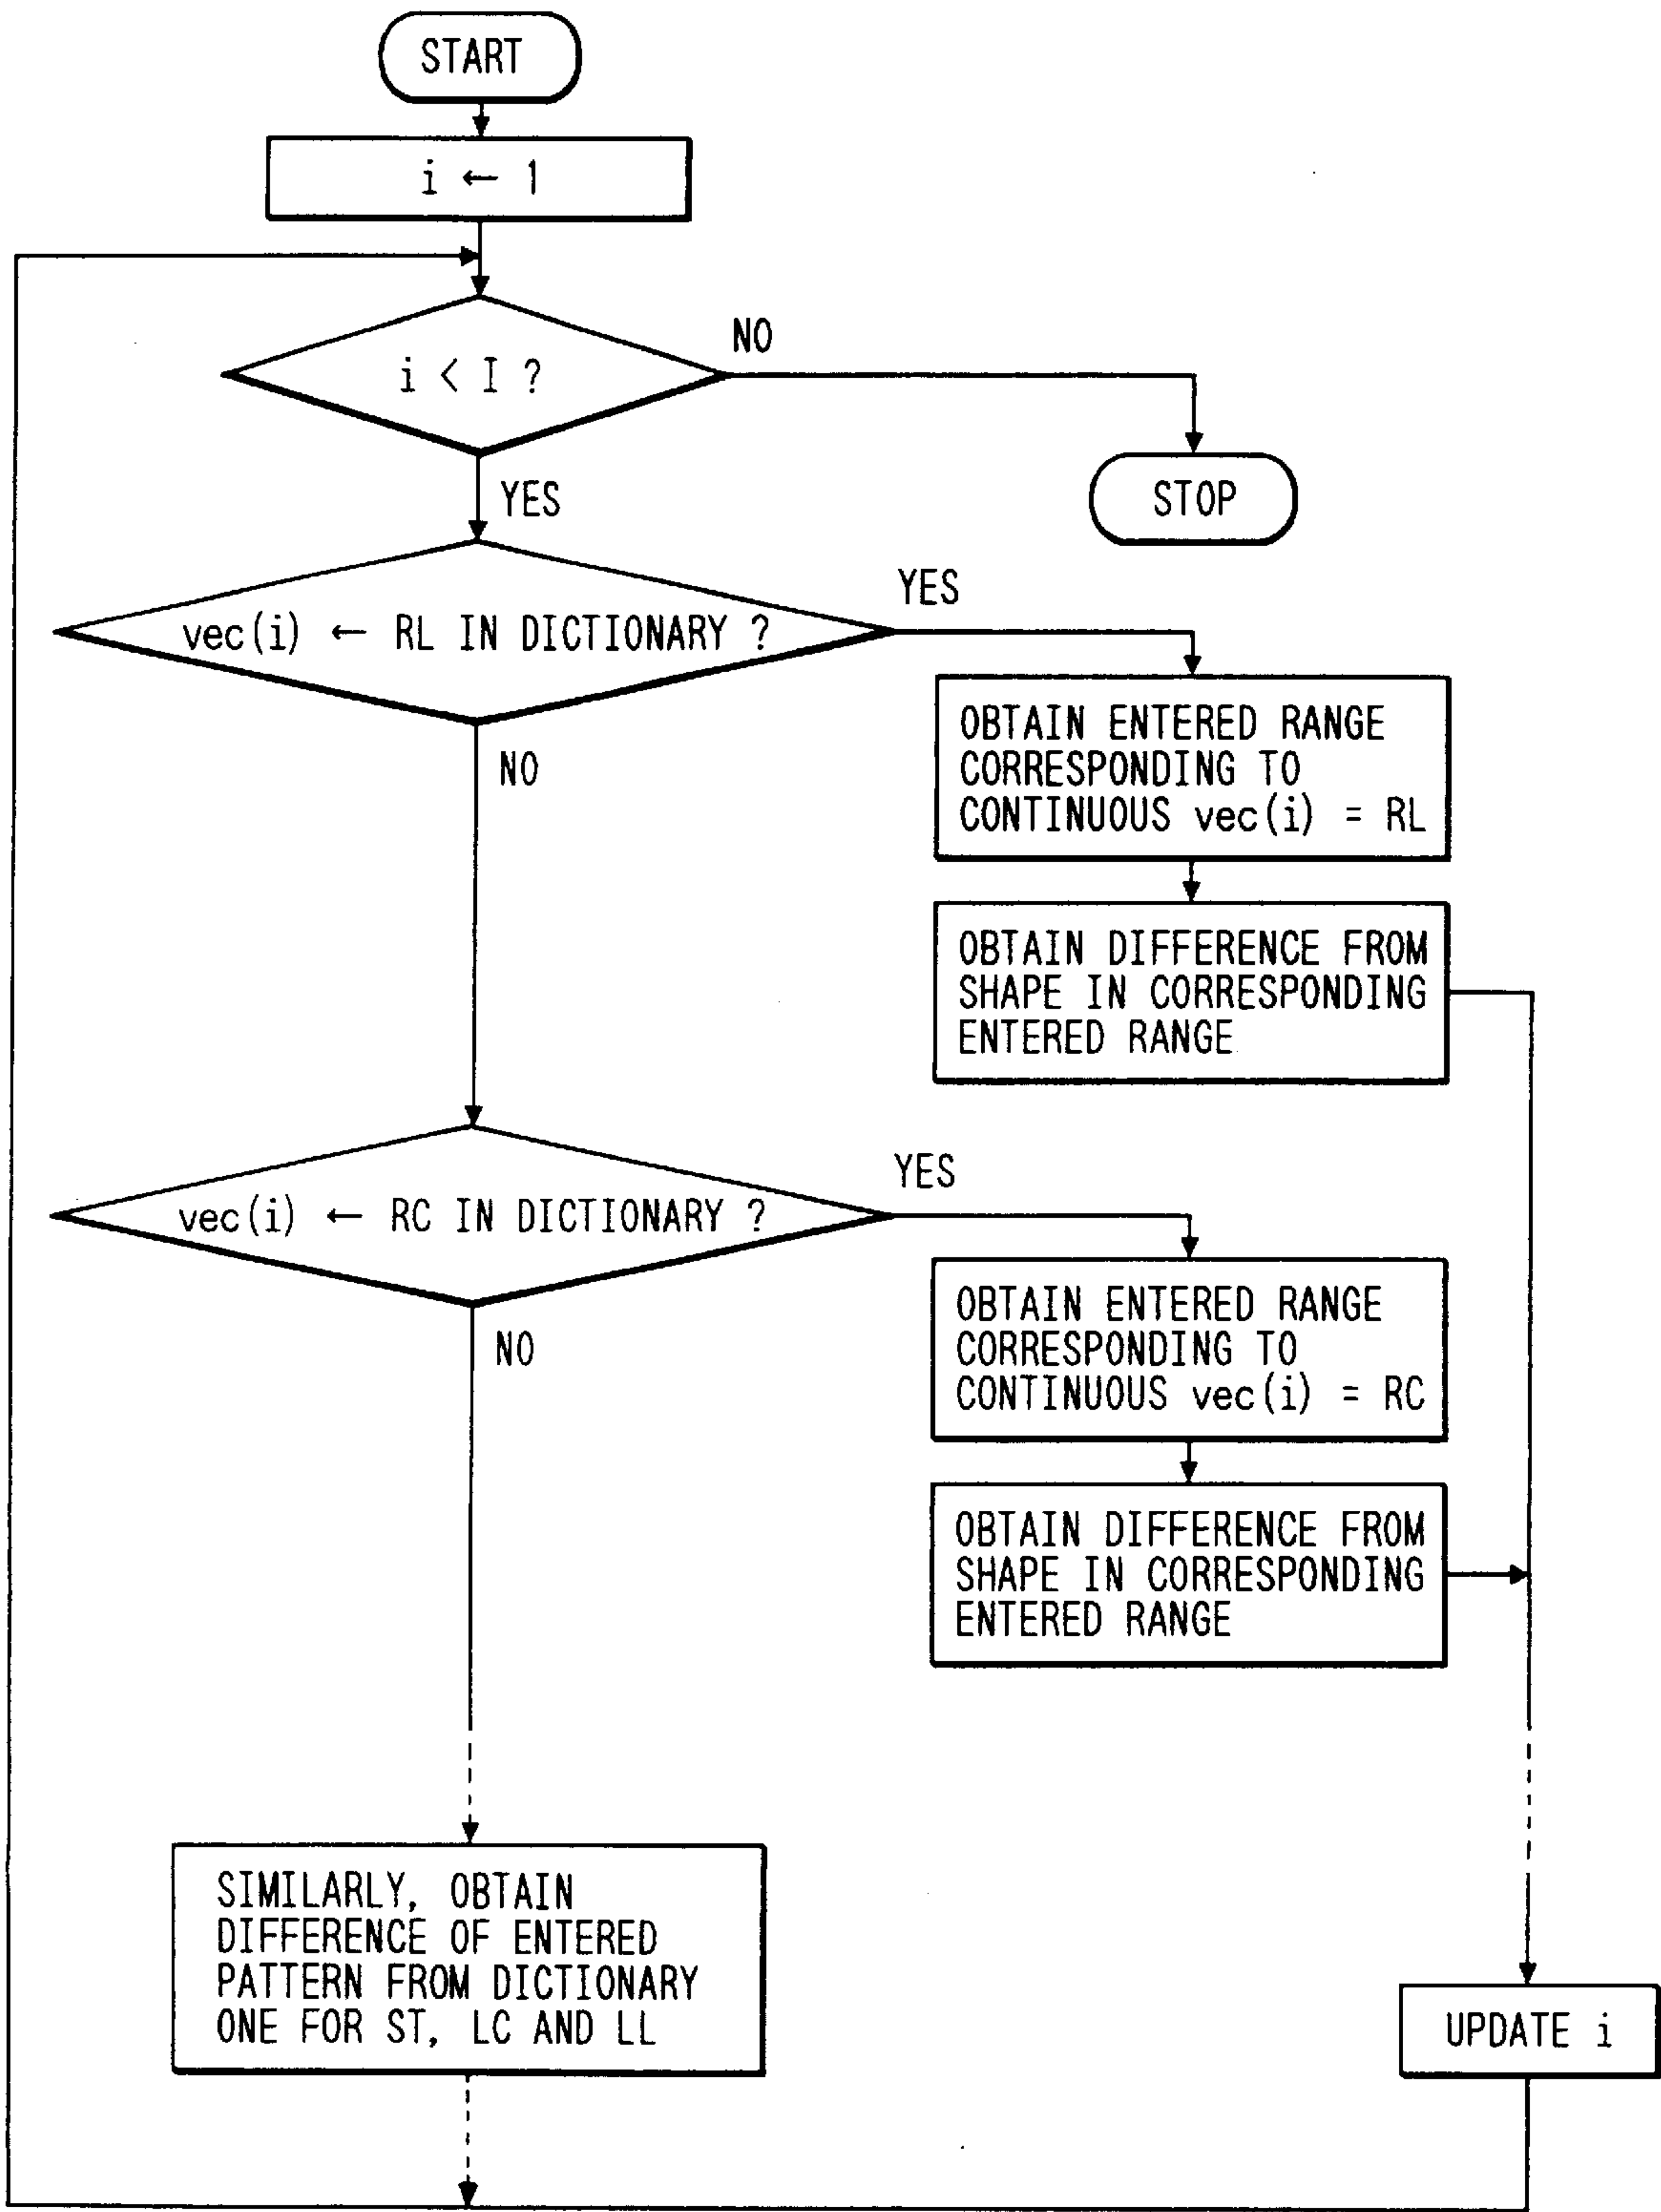 START
i ← 1
i < I ?
NO
STOP
YES
vec(i) ← RL IN DICTIONARY ?
YES
OBTAIN ENTERED RANGE
CORRESPONDING TO
CONTINUOUS vec(i) = RL
NO
OBTAIN DIFFERENCE FROM
SHAPE IN CORRESPONDING
ENTERED RANGE
vec(i) ← RC IN DICTIONARY ?
YES
OBTAIN ENTERED RANGE
CORRESPONDING TO
CONTINUOUS vec(i) = RC
NO
OBTAIN DIFFERENCE FROM
SHAPE IN CORRESPONDING
ENTERED RANGE
SIMILARLY, OBTAIN
DIFFERENCE OF ENTERED
PATTERN FROM DICTIONARY
ONE FOR ST, LC AND LL
UPDATE i